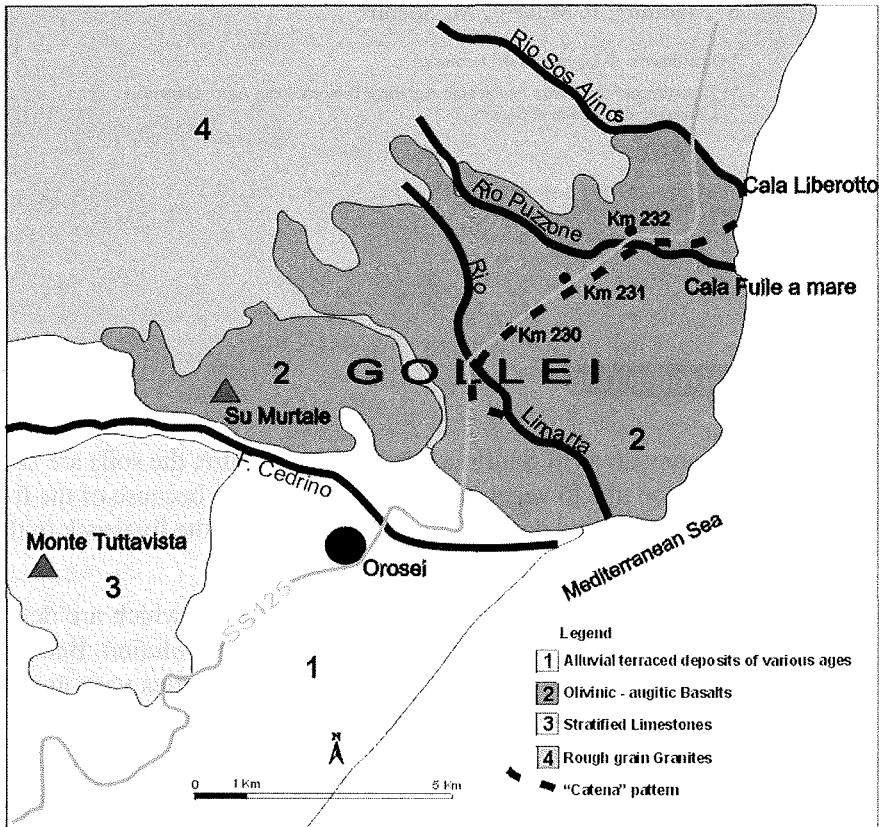 Rio Sos Alinos
4
Cala Liberotto
Rio Puzzone
Km 232
Rio
Km 231
Cala Fuile a mare
Km 230
2
GOLLEI
Su Murtale
Limarta
2
F. Cedrino
Monte Tuttavista
3
Orosei
Mediterranean Sea
SS125
1
Legend
1 Alluvial terraced deposits of various ages
2 Olivinic - augitic Basalts
3 Stratified Limestones
4 Rough grain Granites
"Catena" pattern
N
0 1 Km 5 Km